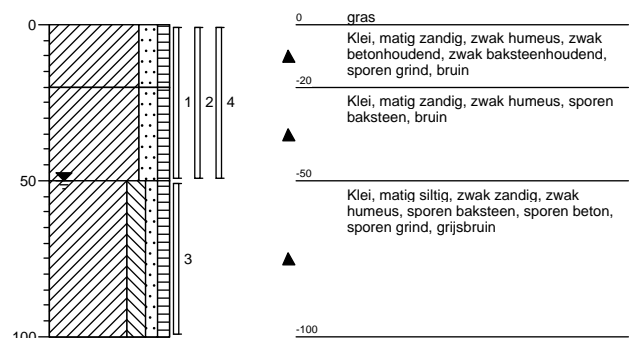 0
0 gras
Klei, matig zandig, zwak humeus, zwak
betonhoudend, zwak baksteenhoudend,
sporen grind, bruin
-20
Klei, matig zandig, zwak humeus, sporen
baksteen, bruin
1 2 4
-50
50
Klei, matig siltig, zwak zandig, zwak
humeus, sporen baksteen, sporen beton,
sporen grind, grijsbruin
3
-100
100